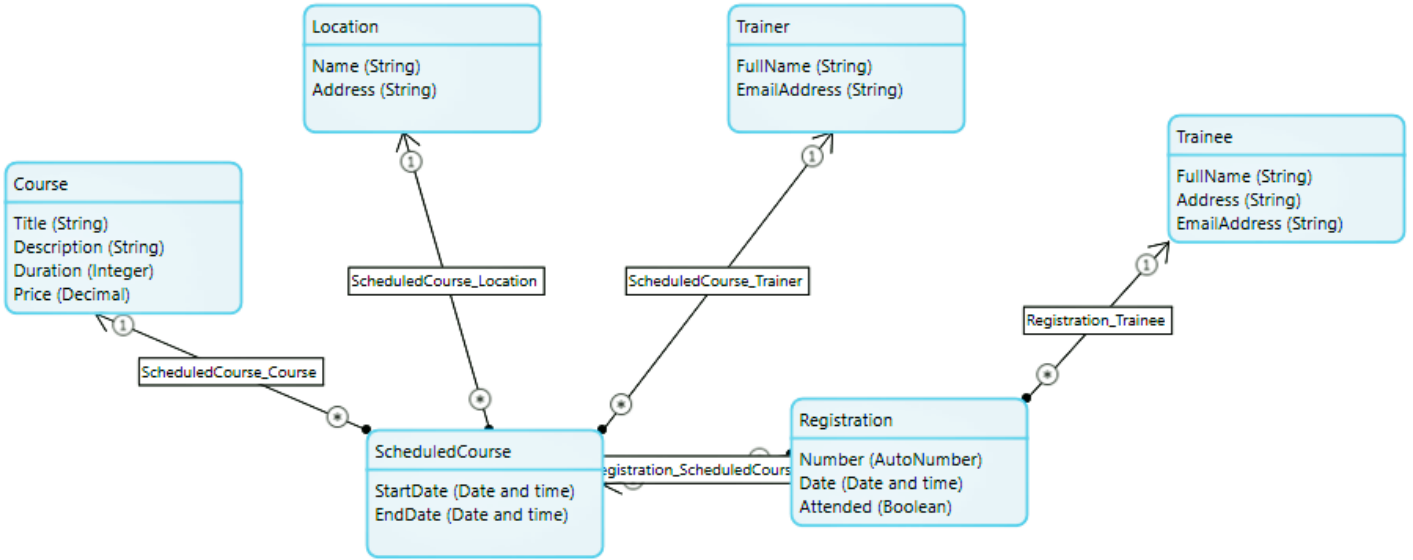 Location
Name (String)
Address (String)
Trainer
FullName (String)
EmailAddress (String)
Trainee
FullName (String)
Address (String)
EmailAddress (String)
Course
Title (String)
Description (String)
Duration (Integer)
Price (Decimal)
1
1
1
1
ScheduledCourse_Location
ScheduledCourse_Trainer
Registration_Trainee
ScheduledCourse_Course
*
*
*
*
ScheduledCourse
StartDate (Date and time)
EndDate (Date and time)
egistration_ScheduledCours
Registration
Number (AutoNumber)
Date (Date and time)
Attended (Boolean)